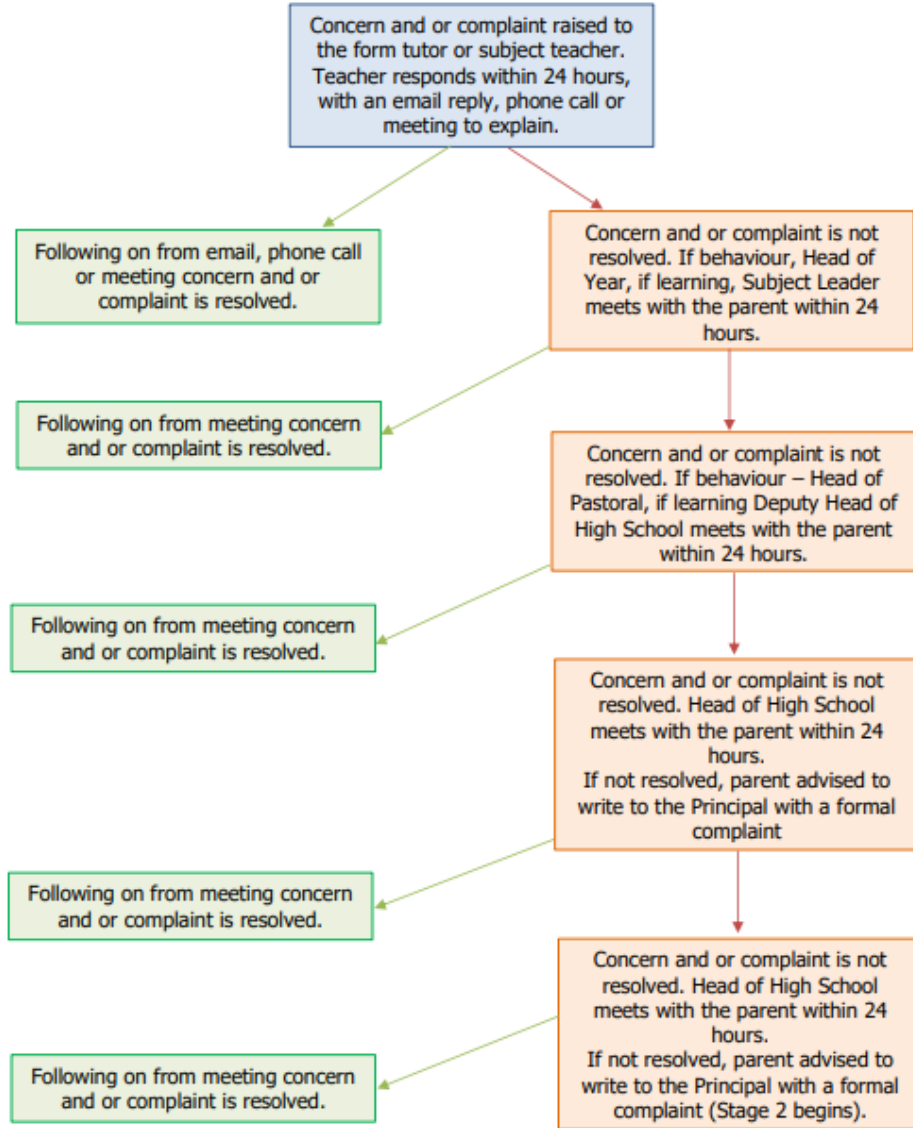 Concern and or complaint raised to
the form tutor or subject teacher.
Teacher responds within 24 hours,
with an email reply, phone call or
meeting to explain.
Following on from email, phone call
or meeting concern and or
complaint is resolved.
Concern and or complaint is not
resolved. If behaviour, Head of
Year, if learning, Subject Leader
meets with the parent within 24
hours.
Following on from meeting concern
and or complaint is resolved.
Concern and or complaint is not
resolved. If behaviour – Head of
Pastoral, if learning Deputy Head of
High School meets with the parent
within 24 hours.
Following on from meeting concern
and or complaint is resolved.
Concern and or complaint is not
resolved. Head of High School
meets with the parent within 24
hours.
If not resolved, parent advised to
write to the Principal with a formal
complaint
Following on from meeting concern
and or complaint is resolved.
Concern and or complaint is not
resolved. Head of High School
meets with the parent within 24
hours.
If not resolved, parent advised to
write to the Principal with a formal
complaint (Stage 2 begins).
Following on from meeting concern
and or complaint is resolved.